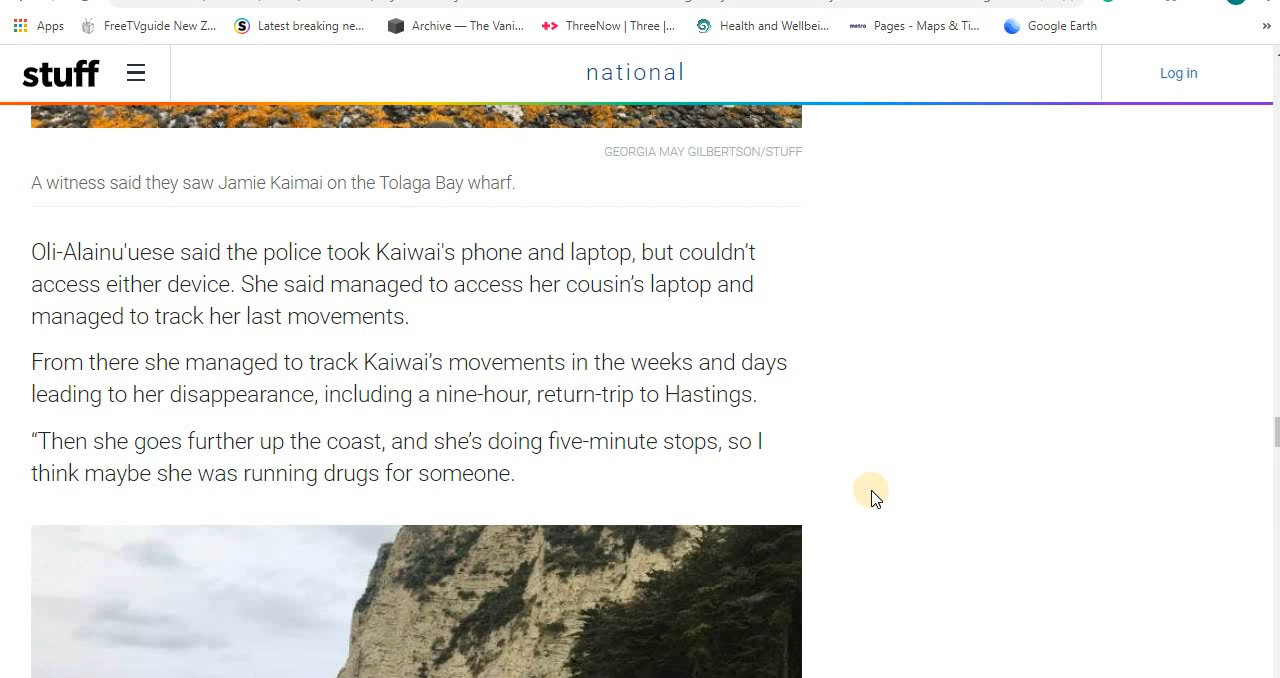 Apps FreeTVguide New Z... Latest breaking ne... Archive — The Vani... ThreeNow | Three |... Health and Wellbei... metro Pages - Maps & Ti... Google Earth »
stuff national Log in
GEORGIA MAY GILBERTSON/STUFF
A witness said they saw Jamie Kaimai on the Tolaga Bay wharf.
Oli-Alainu'uese said the police took Kaiwai's phone and laptop, but couldn’t
access either device. She said managed to access her cousin’s laptop and
managed to track her last movements.
From there she managed to track Kaiwai’s movements in the weeks and days
leading to her disappearance, including a nine-hour, return-trip to Hastings.
“Then she goes further up the coast, and she’s doing five-minute stops, so I
think maybe she was running drugs for someone.